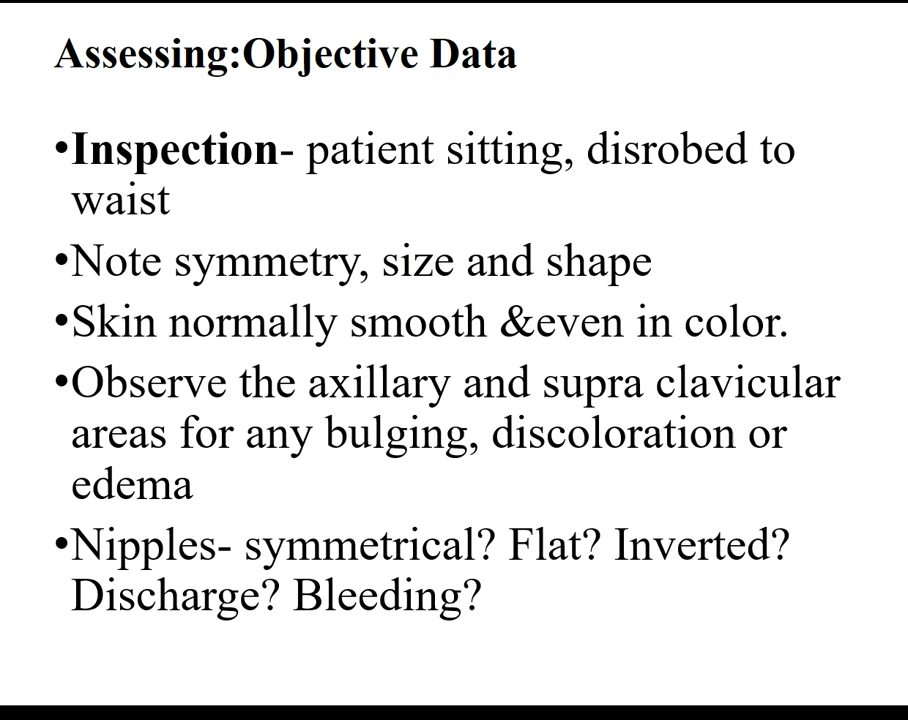 Assessing:Objective Data
•Inspection- patient sitting, disrobed to
waist
•Note symmetry, size and shape
•Skin normally smooth &even in color.
•Observe the axillary and supra clavicular
areas for any bulging, discoloration or
edema
•Nipples- symmetrical? Flat? Inverted?
Discharge? Bleeding?